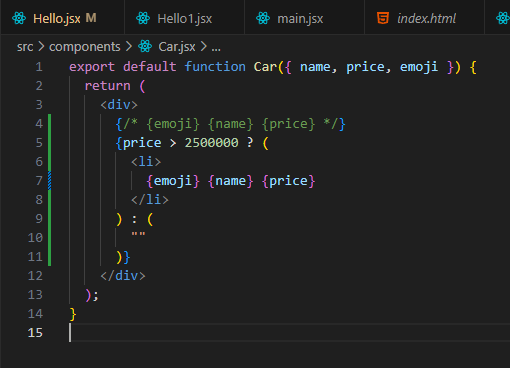 Hello.jsx M Hello1.jsx main.jsx index.html
src > components > Car.jsx > ...
1 export default function Car({ name, price, emoji }) {
2   return (
3     <div>
4       {/* {emoji} {name} {price} */}
5       {price > 2500000 ? (
6         <li>
7           {emoji} {name} {price}
8         </li>
9       ) : (
10         ""
11       )}
12     </div>
13   );
14 }
15